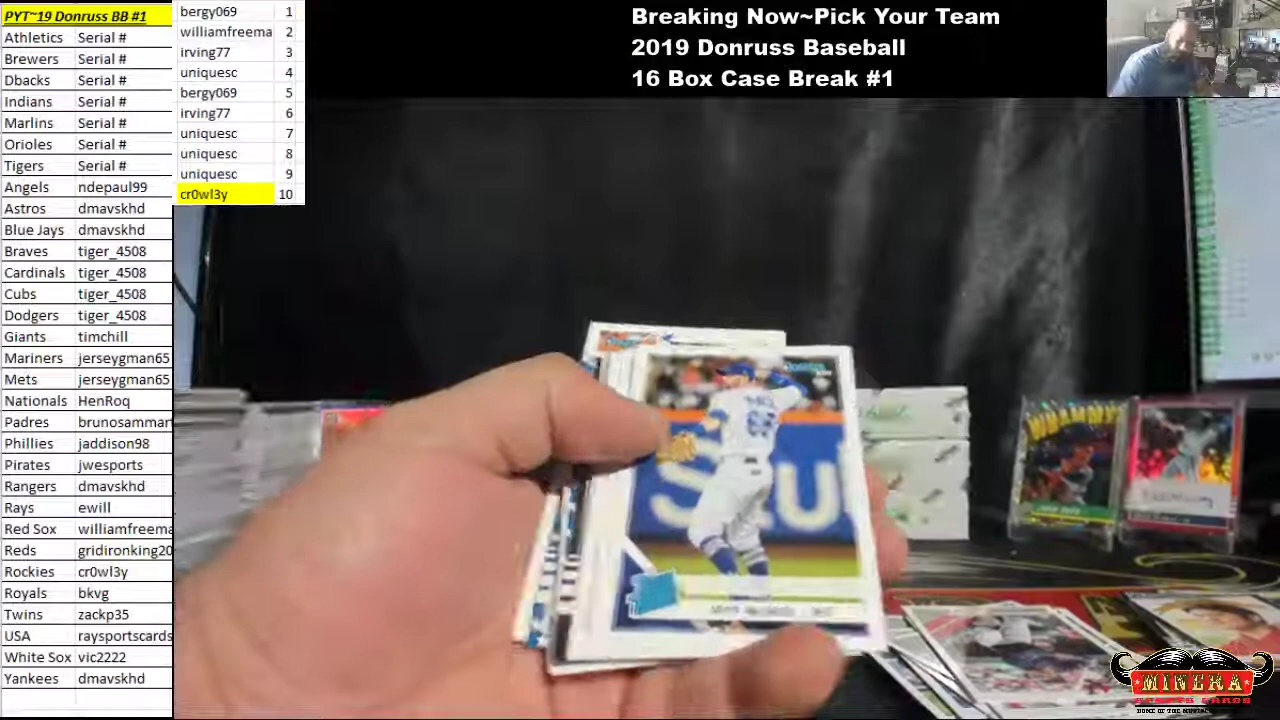 PYT~19 Donruss BB #1
Athletics Serial #
Brewers Serial #
Dbacks Serial #
Indians Serial #
Marlins Serial #
Orioles Serial #
Tigers Serial #
Angels ndepaul99
Astros dmavskhd
Blue Jays dmavskhd
Braves tiger_4508
Cardinals tiger_4508
Cubs tiger_4508
Dodgers tiger_4508
Giants timchill
Mariners jerseygman65
Mets jerseygman65
Nationals HenRoq
Padres brunosammar
Phillies jaddison98
Pirates jwesports
Rangers dmavskhd
Rays ewill
Red Sox williamfreema
Reds gridironking20
Rockies cr0wl3y
Royals bkvg
Twins zackp35
USA raysportscards
White Sox vic2222
Yankees dmavskhd
bergy069 1
williamfreema 2
irving77 3
uniquesc 4
bergy069 5
irving77 6
uniquesc 7
uniquesc 8
uniquesc 9
cr0wl3y 10
Breaking Now~Pick Your Team
2019 Donruss Baseball
16 Box Case Break #1
WHAMMY
MINERA
SPORTS CARDS